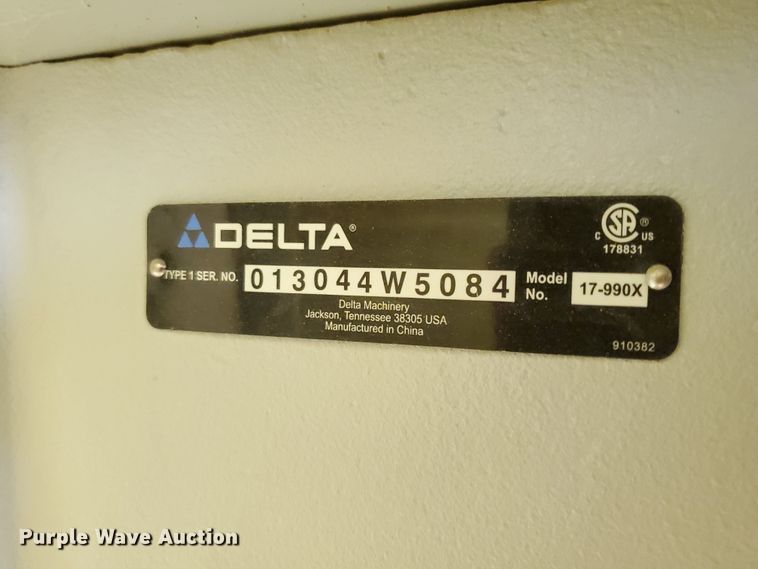 DELTA®
CSA®
C US
178831
TYPE 1 SER. NO. 013044W5084 Model No. 17-990X
Delta Machinery
Jackson, Tennessee 38305 USA
Manufactured in China
910382
Purple Wave Auction